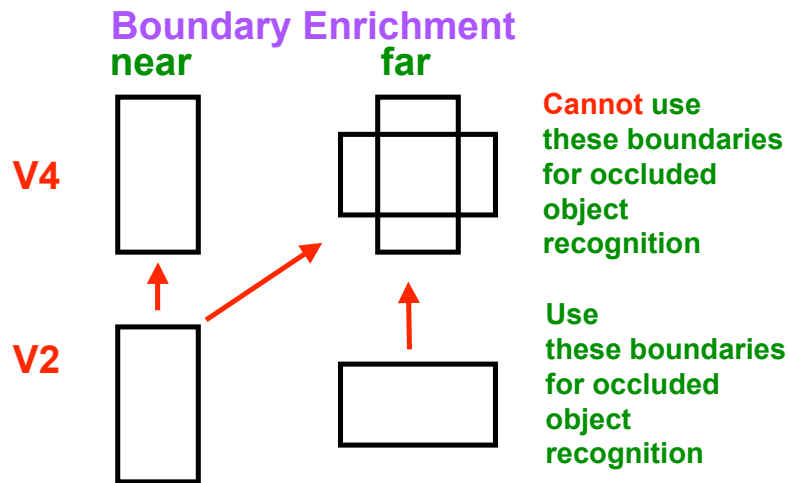 Boundary Enrichment
near
far
V4
Cannot use
these boundaries
for occluded
object
recognition
V2
Use
these boundaries
for occluded
object
recognition